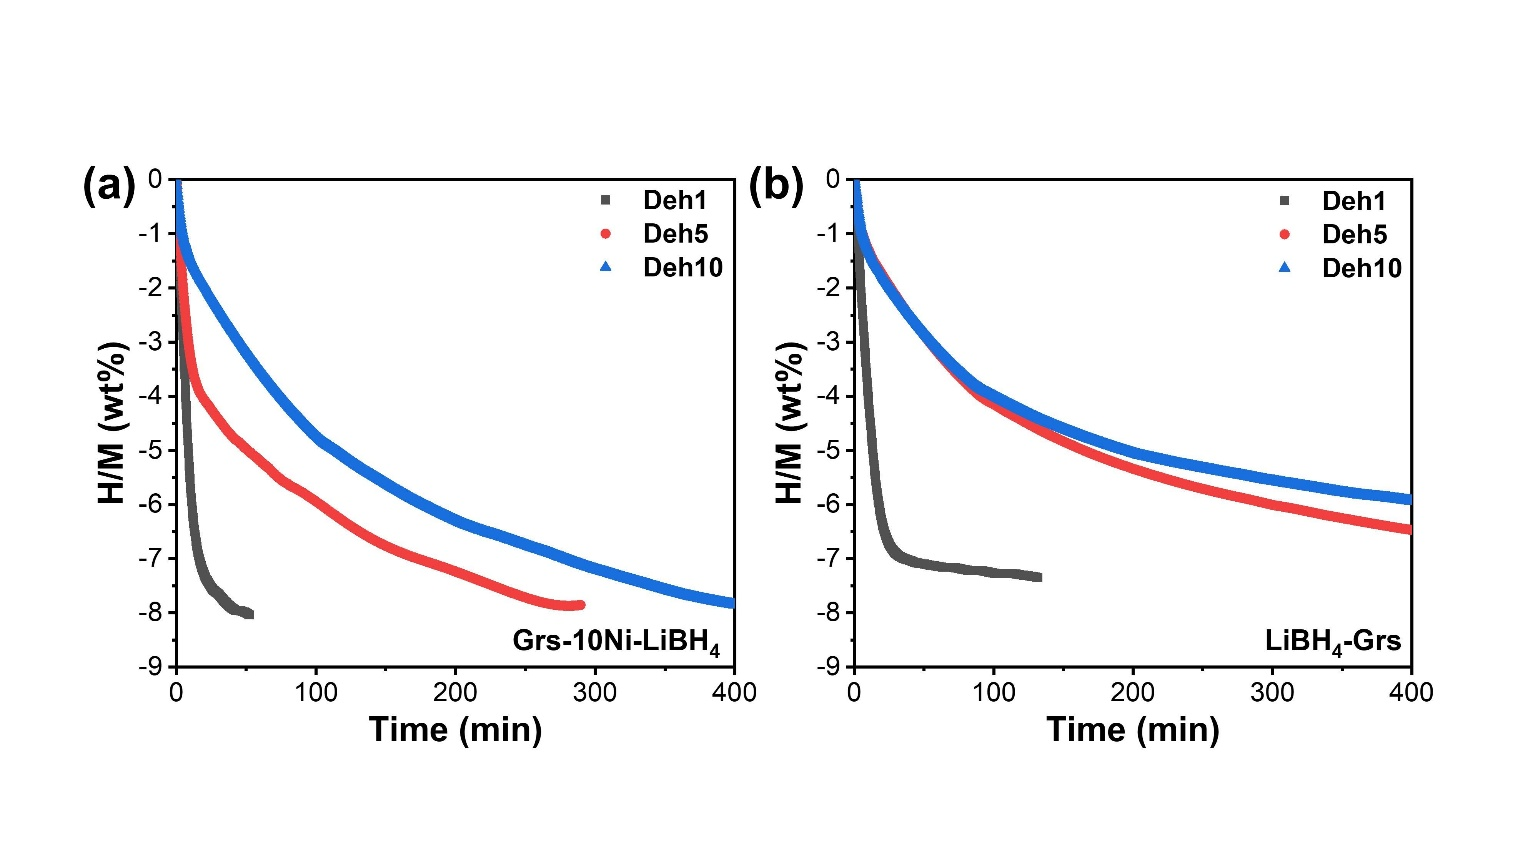 (a)
H/M (wt%)
0
-1
-2
-3
-4
-5
-6
-7
-8
-9
0 100 200 300 400
Time (min)
Deh1
Deh5
Deh10
Grs-10Ni-LiBH₄
(b)
H/M (wt%)
0
-1
-2
-3
-4
-5
-6
-7
-8
-9
0 100 200 300 400
Time (min)
Deh1
Deh5
Deh10
LiBH₄-Grs